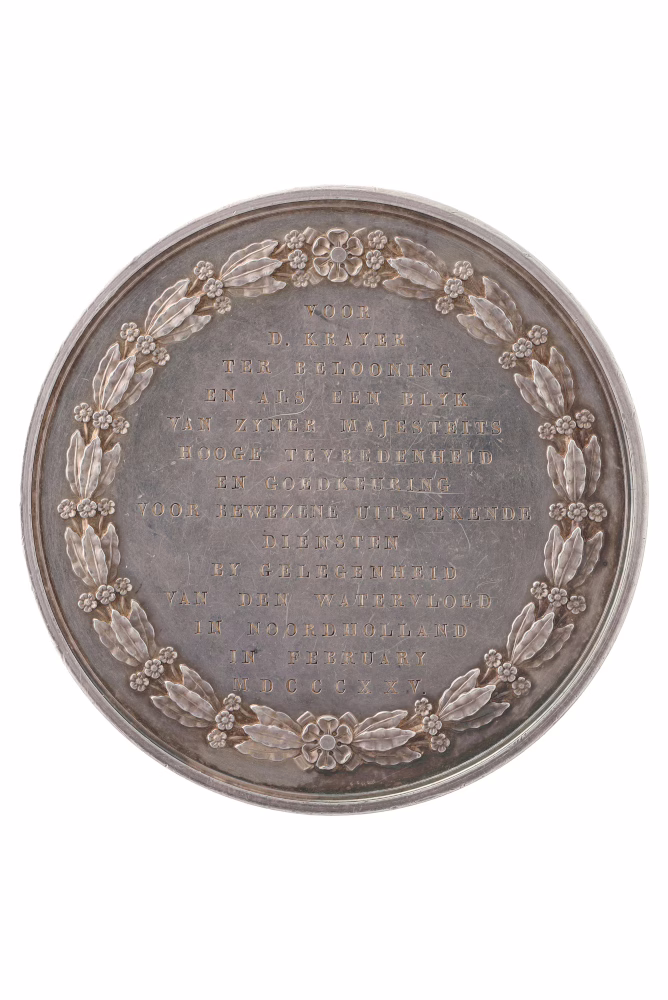 VOOR
D. KRAYER
TER BELOONING
EN ALS EEN BLYK
VAN ZYNER MAJESTEITS
HOOGE TEVREDENHEID
EN GOEDKEURING
VOOR BEWEZENE UITSTEKENDE
DIENSTEN
BY GELEGENHEID
VAN DEN WATERVLOED
IN NOORDHOLLAND
IN FEBRUARY
MDCCCXXV.